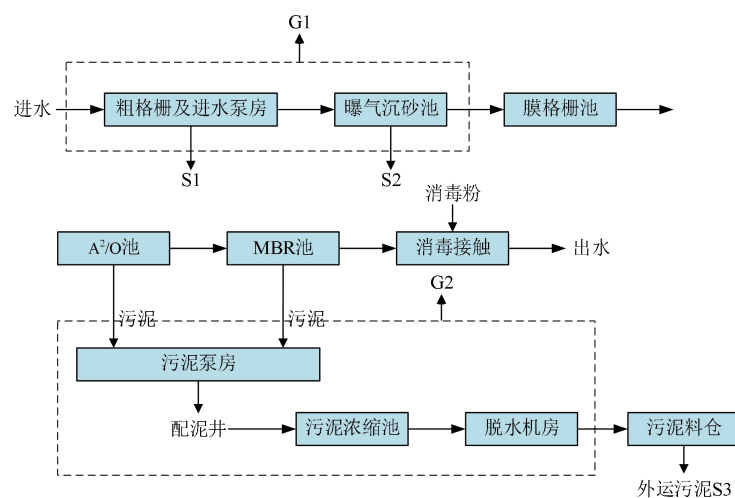 G1
进水
粗格栅及进水泵房
曝气沉砂池
膜格栅池
S1
S2
消毒粉
A²/O池
MBR池
消毒接触
出水
G2
污泥
污泥
污泥泵房
配泥井
污泥浓缩池
脱水机房
污泥料仓
外运污泥S3